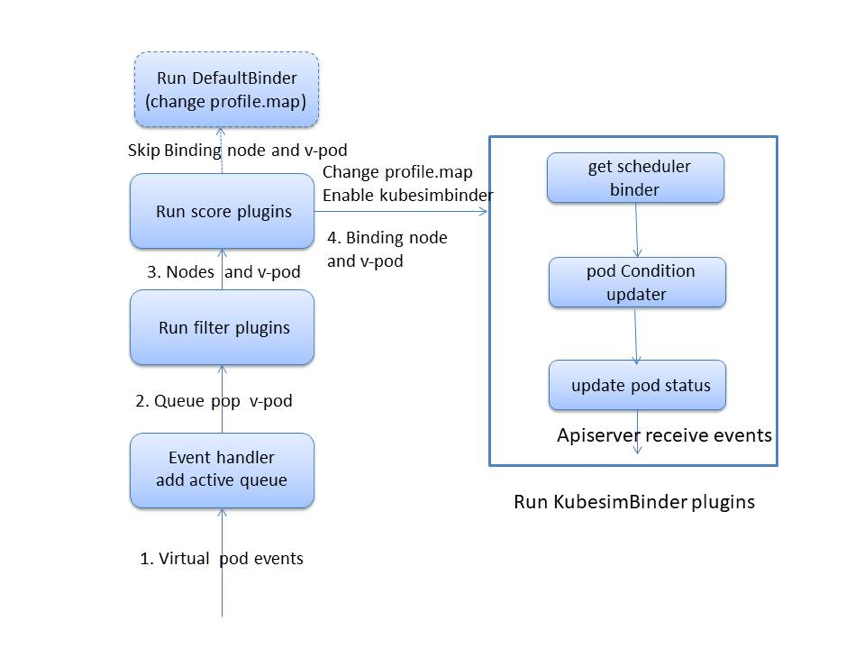 Run DefaultBinder
(change profile.map)
Skip Binding node and v-pod
Change profile.map
Enable kubesimbinder
Run score plugins
4. Binding node
and v-pod
3. Nodes and v-pod
Run filter plugins
2. Queue pop v-pod
Event handler
add active queue
1. Virtual pod events
get scheduler
binder
pod Condition
updater
update pod status
Apiserver receive events
Run KubesimBinder plugins